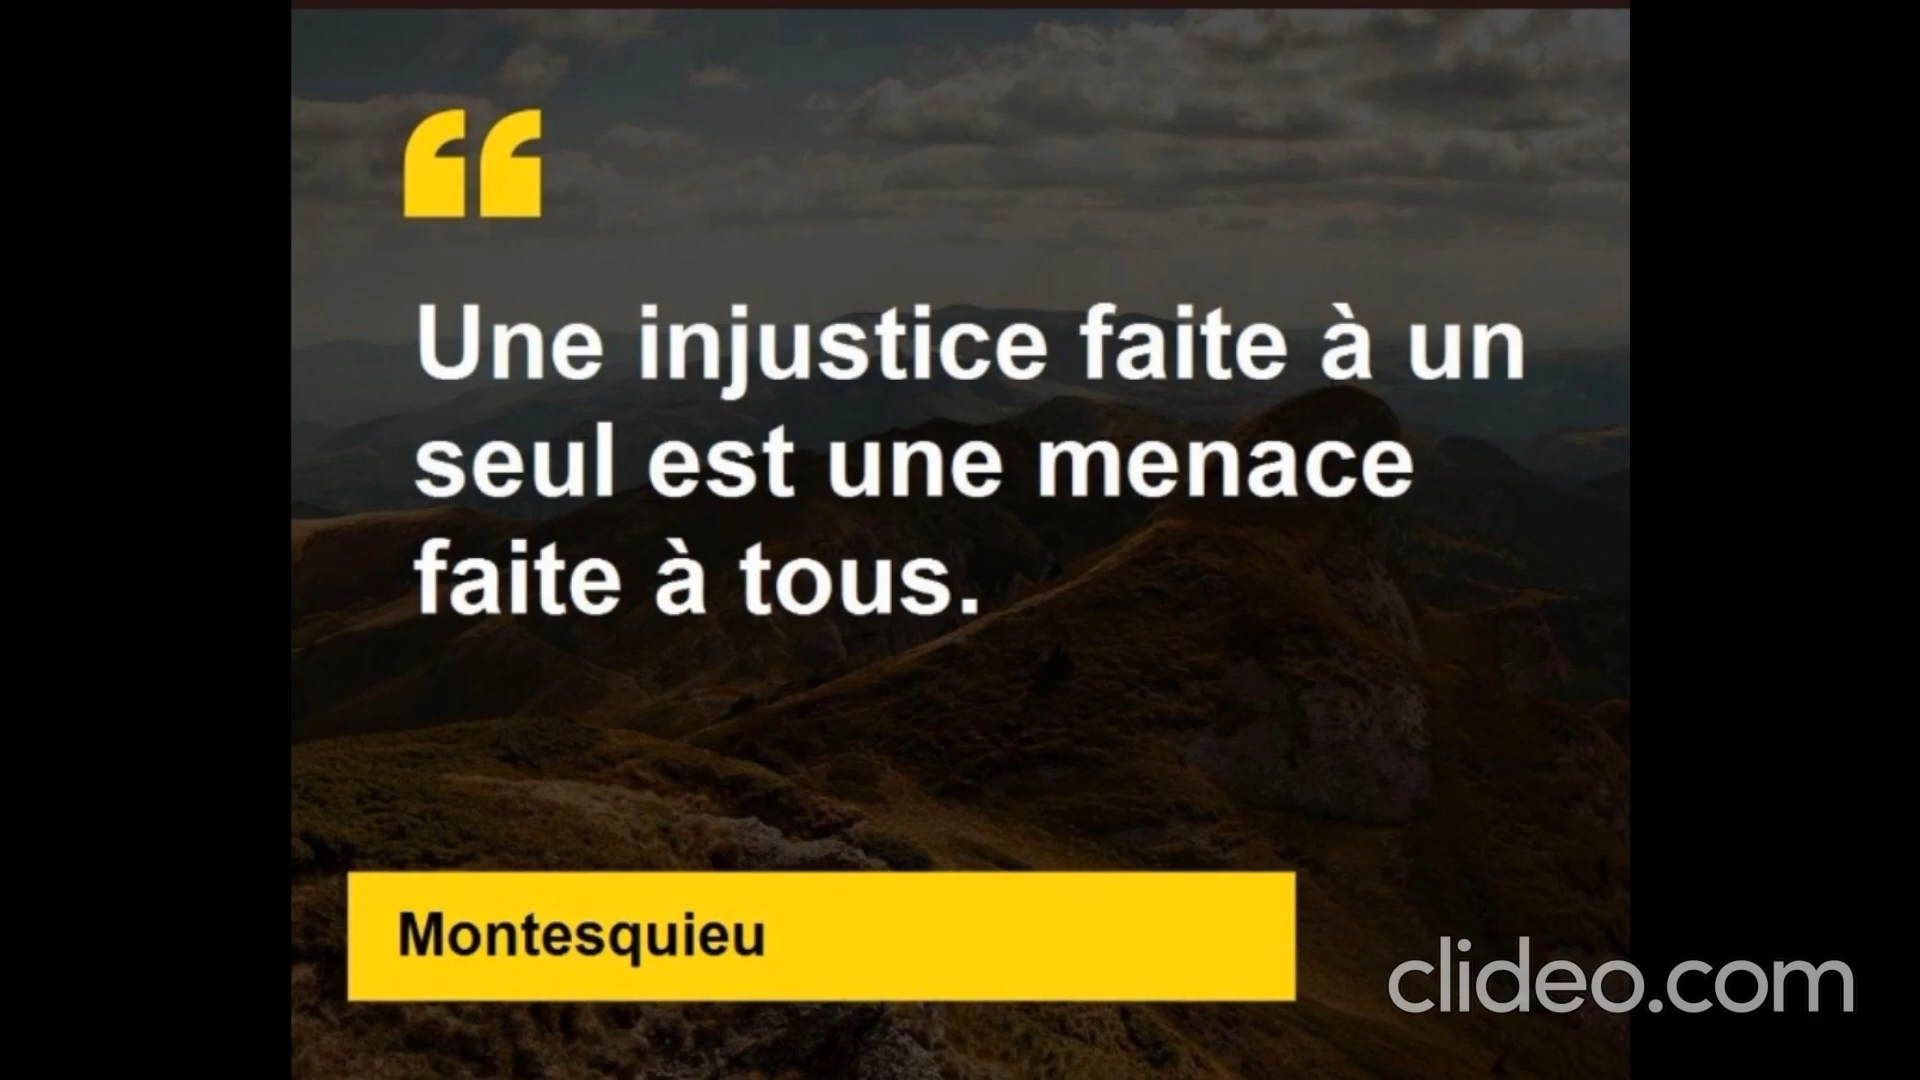 “
Une injustice faite à un
seul est une menace
faite à tous.
Montesquieu
clideo.com